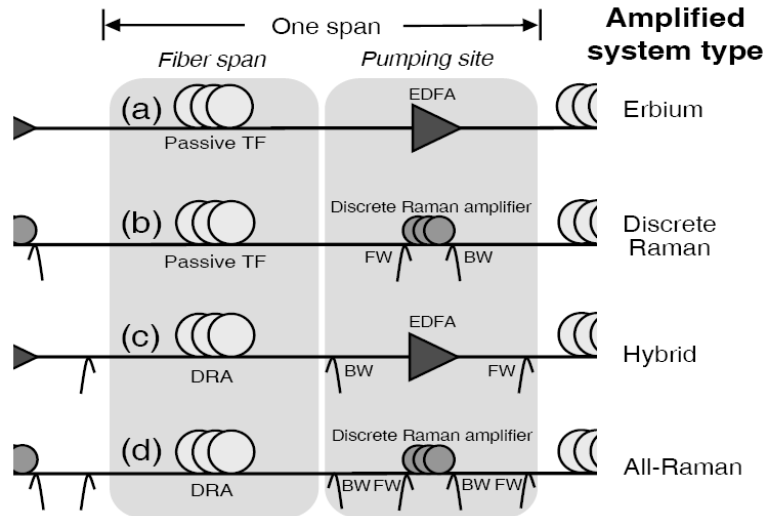 One span
Amplified
system type
Fiber span
Pumping site
EDFA
(a)
Passive TF
Erbium
Discrete Raman amplifier
(b)
Passive TF
FW
BW
Discrete
Raman
EDFA
(c)
DRA
BW
FW
Hybrid
Discrete Raman amplifier
(d)
DRA
BW FW
BW FW
All-Raman